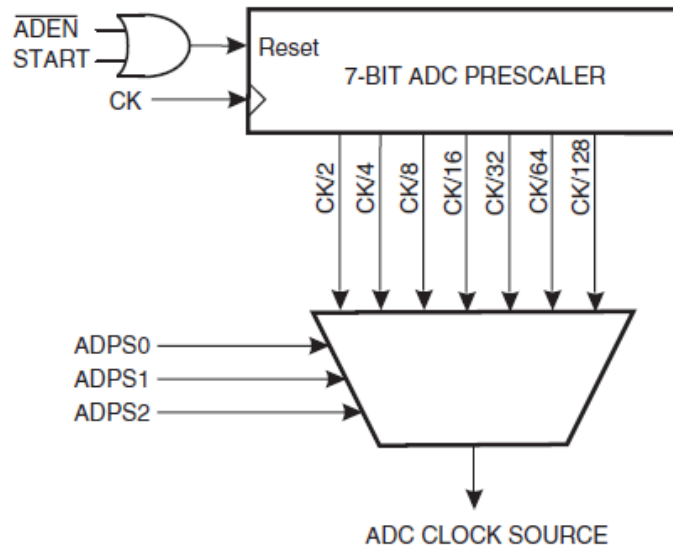 ADEN
START
Reset
7-BIT ADC PRESCALER
CK
CK/2
CK/4
CK/8
CK/16
CK/32
CK/64
CK/128
ADPS0
ADPS1
ADPS2
ADC CLOCK SOURCE